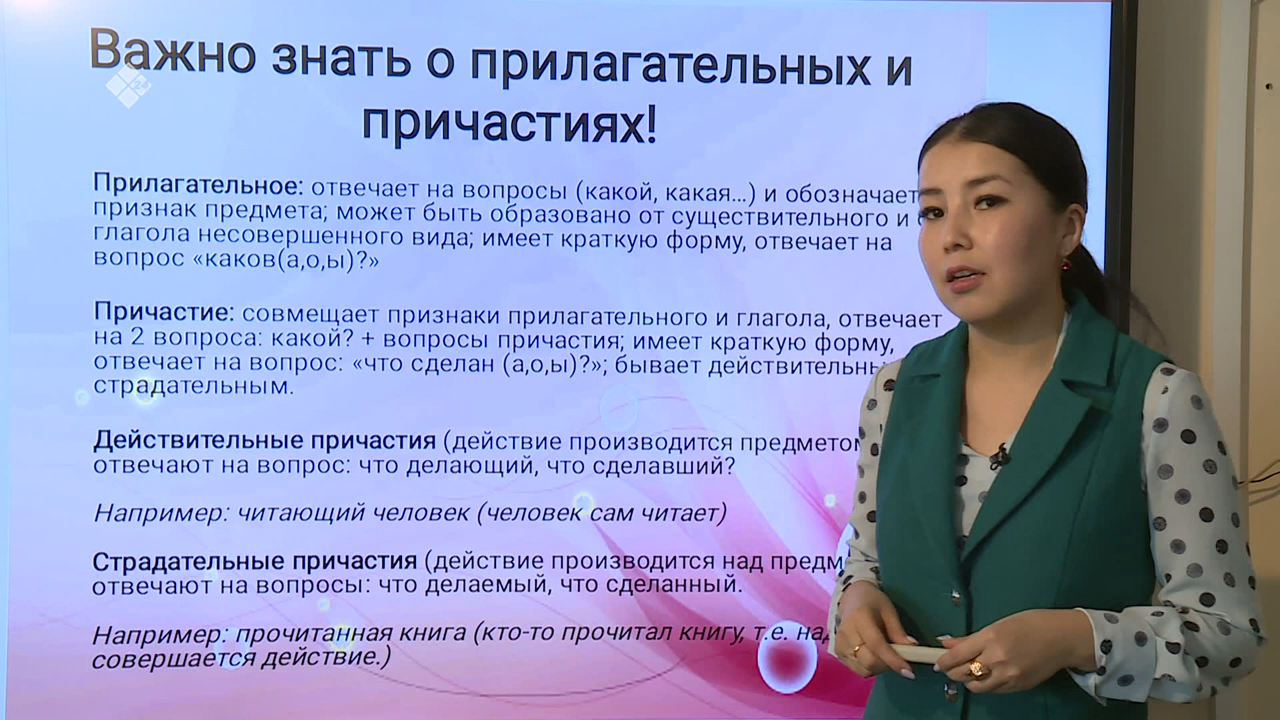 Важно знать о прилагательных и
причастиях!
24
Прилагательное: отвечает на вопросы (какой, какая...) и обозначает
признак предмета; может быть образовано от существительного и
глагола несовершенного вида; имеет краткую форму, отвечает на
вопрос «каков(а,о,ы)?»
Причастие: совмещает признаки прилагательного и глагола, отвечает
на 2 вопроса: какой? + вопросы причастия; имеет краткую форму,
отвечает на вопрос: «что сделан (а,о,ы)?»; бывает
страдательным.
Действительные причастия (действие производится
отвечают на вопрос: что делающий, что сделавший?
Например: читающий человек (человек сам читает)
Страдательные причастия (действие производится над
отвечают на вопросы: что делаемый, что сделанный.
Например: прочитанная книга (кто-то прочитал книгу, т.е.
совершается действие.)